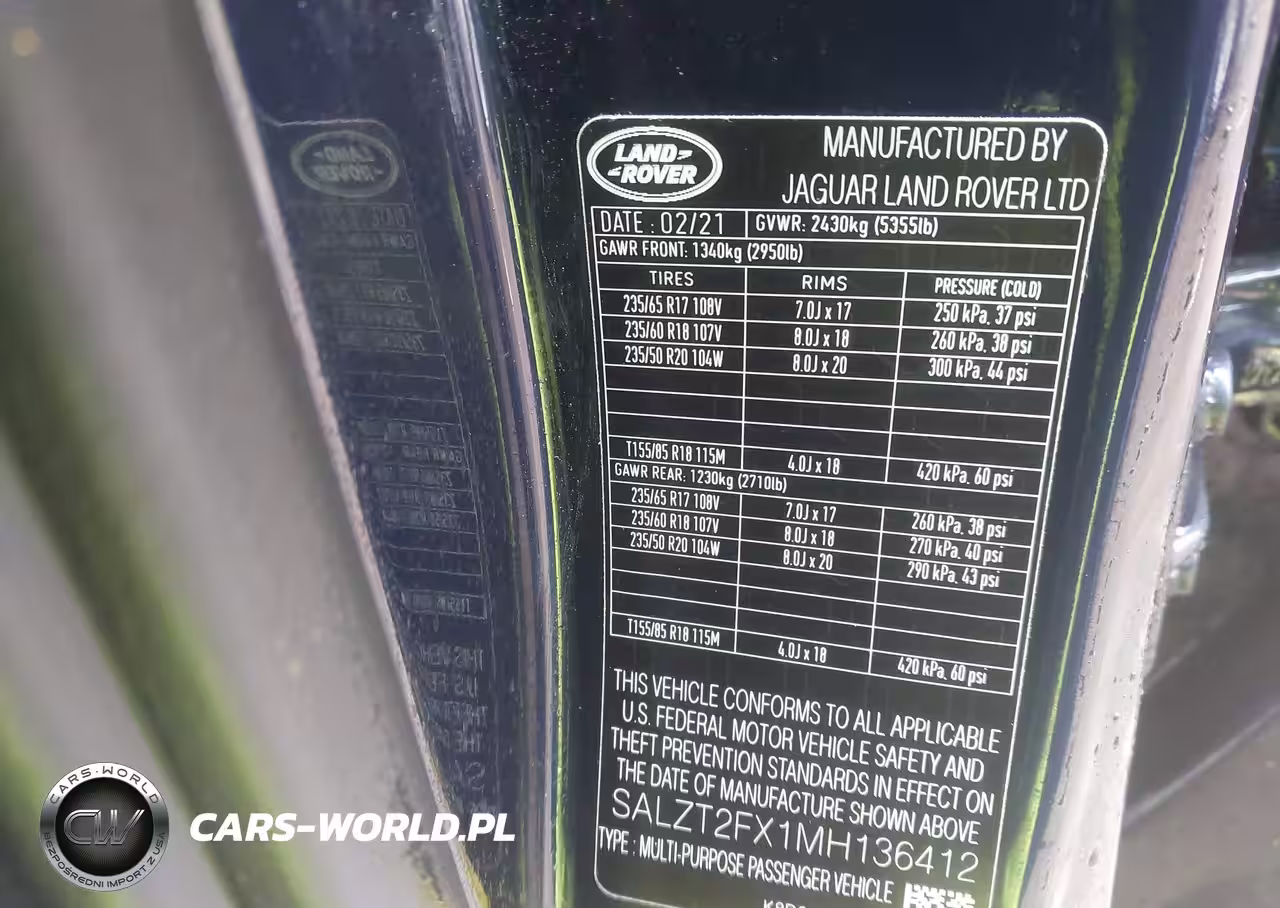 LAND
ROVER
MANUFACTURED BY
JAGUAR LAND ROVER LTD
DATE : 02/21 GVWR: 2430kg (5355lb)
GAWR FRONT: 1340kg (2950lb)
TIRES RIMS PRESSURE (COLD)
235/65 R17 108V 7.0J x 17 250 kPa, 37 psi
235/60 R18 107V 8.0J x 18 260 kPa, 38 psi
235/50 R20 104W 8.0J x 20 300 kPa, 44 psi
T155/85 R18 115M 4.0J x 18 420 kPa, 60 psi
GAWR REAR: 1230kg (2710lb)
235/65 R17 108V 7.0J x 17 260 kPa, 38 psi
235/60 R18 107V 8.0J x 18 270 kPa, 40 psi
235/50 R20 104W 8.0J x 20 290 kPa, 43 psi
T155/85 R18 115M 4.0J x 18 420 kPa, 60 psi
THIS VEHICLE CONFORMS TO ALL APPLICABLE
U.S. FEDERAL MOTOR VEHICLE SAFETY AND
THEFT PREVENTION STANDARDS IN EFFECT ON
THE DATE OF MANUFACTURE SHOWN ABOVE
SALZT2FX1MH136412
TYPE : MULTI-PURPOSE PASSENGER VEHICLE
CARS-WORLD
CW
BEZPOŚREDNI IMPORT Z USA
CARS-WORLD.PL